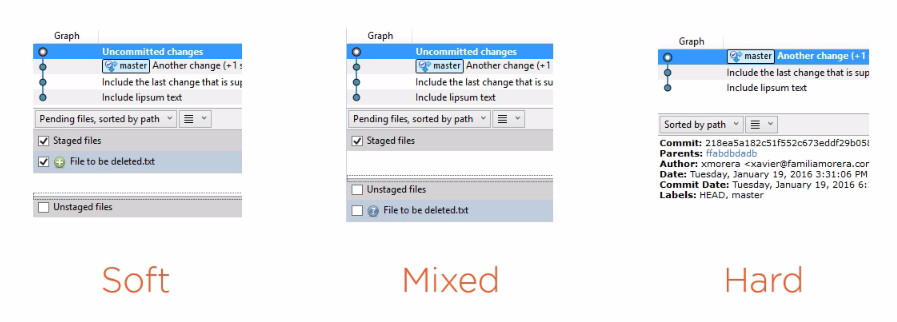 Graph
Uncommitted changes
master Another change (+1 s
Include the last change that is sup
Include lipsum text
Pending files, sorted by path
Staged files
File to be deleted.txt
Unstaged files
Soft
Graph
Uncommitted changes
master Another change (+1
Include the last change that is sup
Include lipsum text
Pending files, sorted by path
Staged files
Unstaged files
File to be deleted.txt
Mixed
Graph
master Another change (+1
Include the last change that is sup
Include lipsum text
Sorted by path
Commit: 218ea5a182c51f552c673eddf29b058
Parents: ffabdbdadb
Author: xmorera <xavier@familiamorera.com
Date: Tuesday, January 19, 2016 3:31:06 PM
Commit Date: Tuesday, January 19, 2016 6:
Labels: HEAD, master
Hard